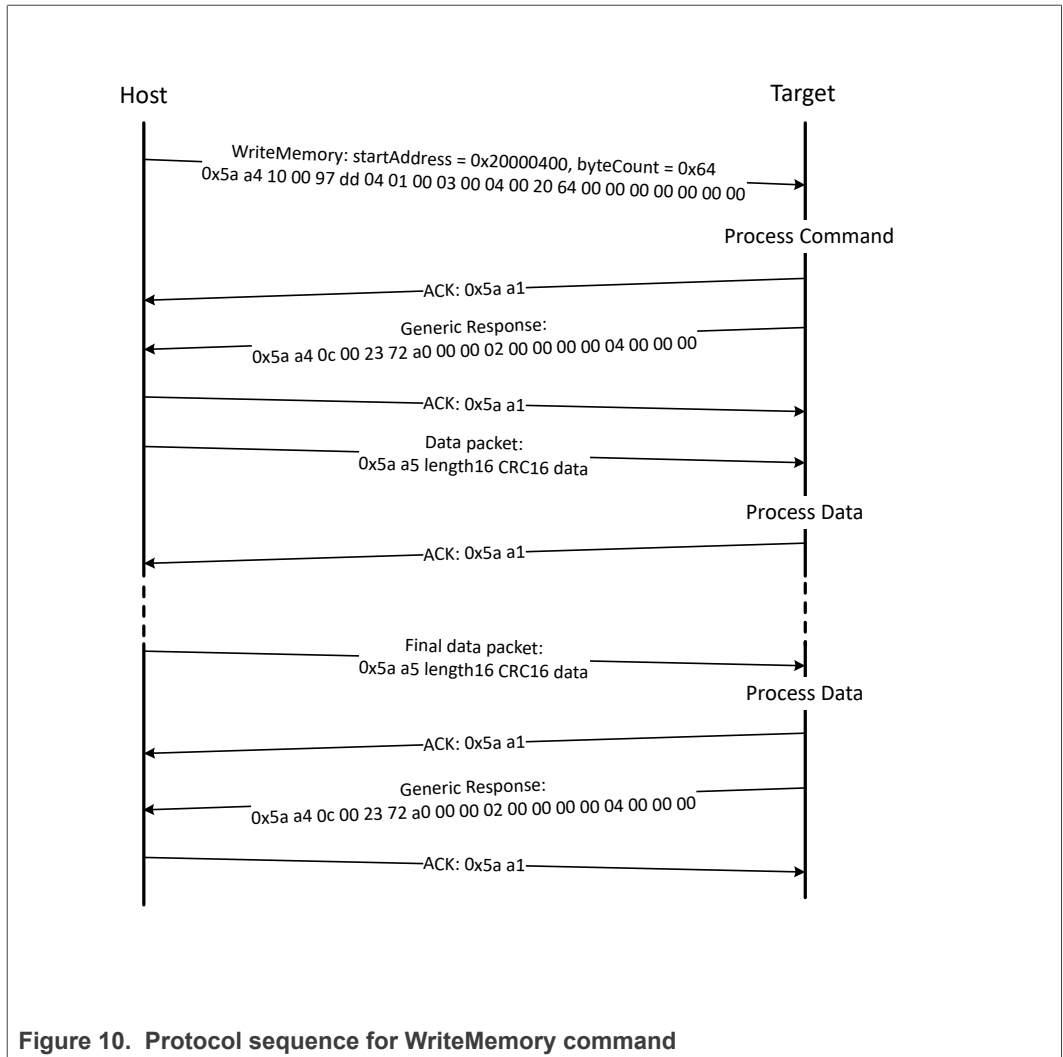 Host
Target
WriteMemory: startAddress = 0x20000400, byteCount = 0x64
0x5a a4 10 00 97 dd 04 01 00 03 00 04 00 20 64 00 00 00 00 00 00 00
Process Command
ACK: 0x5a a1
Generic Response:
0x5a a4 0c 00 23 72 a0 00 00 02 00 00 00 00 04 00 00 00
ACK: 0x5a a1
Data packet:
0x5a a5 length16 CRC16 data
Process Data
ACK: 0x5a a1
Final data packet:
0x5a a5 length16 CRC16 data
Process Data
ACK: 0x5a a1
Generic Response:
0x5a a4 0c 00 23 72 a0 00 00 02 00 00 00 00 04 00 00 00
ACK: 0x5a a1
Figure 10. Protocol sequence for WriteMemory command